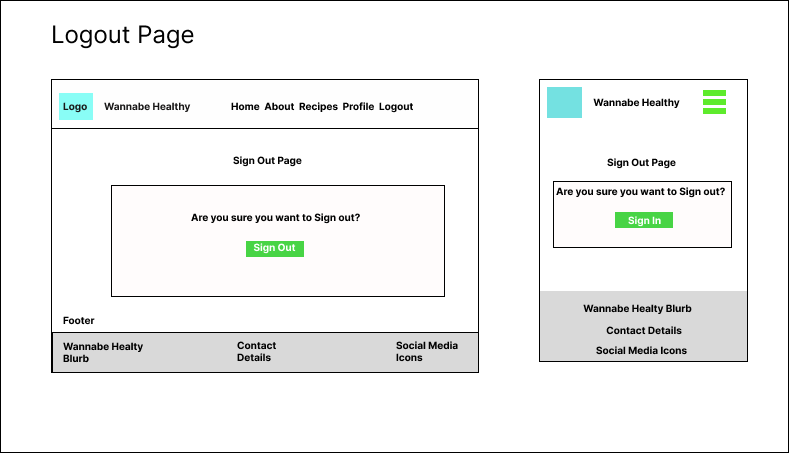 Logout Page
Logo Wannabe Healthy Home About Recipes Profile Logout
Sign Out Page
Are you sure you want to Sign out?
Sign Out
Footer
Wannabe Healty
Blurb
Contact
Details
Social Media
Icons
Wannabe Healthy
Sign Out Page
Are you sure you want to Sign out?
Sign In
Wannabe Healty Blurb
Contact Details
Social Media Icons